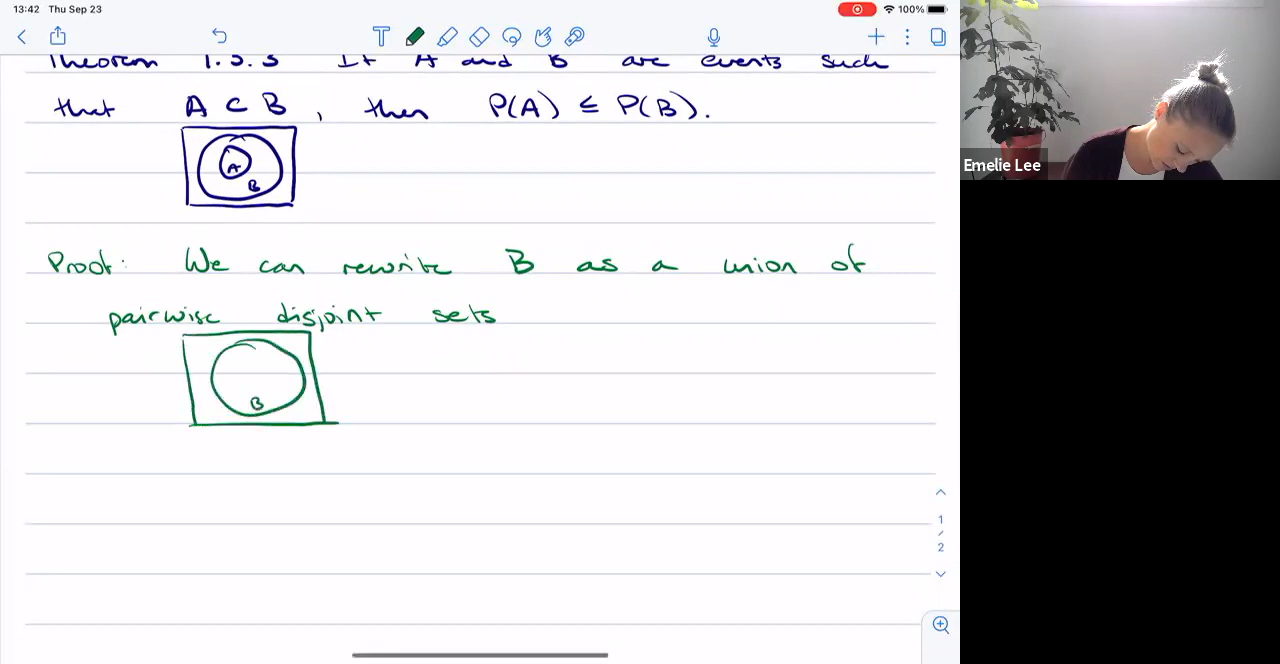 13:42 Thu Sep 23 100%
Theorem 1.3.3 If A and B are events such
that A ⊂ B, then P(A) ≤ P(B).
A
B
Proof: We can rewrite B as a union of
pairwise disjoint sets
B
Emelie Lee
1
/
2